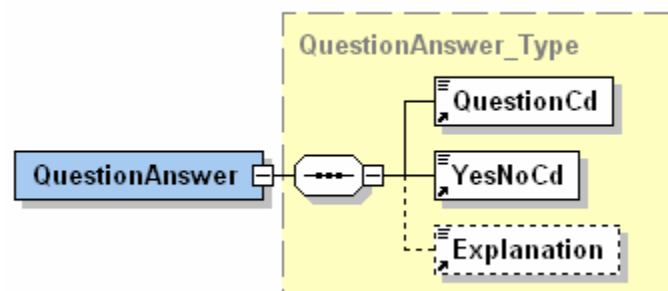 QuestionAnswer_Type
QuestionCd
QuestionAnswer
YesNoCd
Explanation